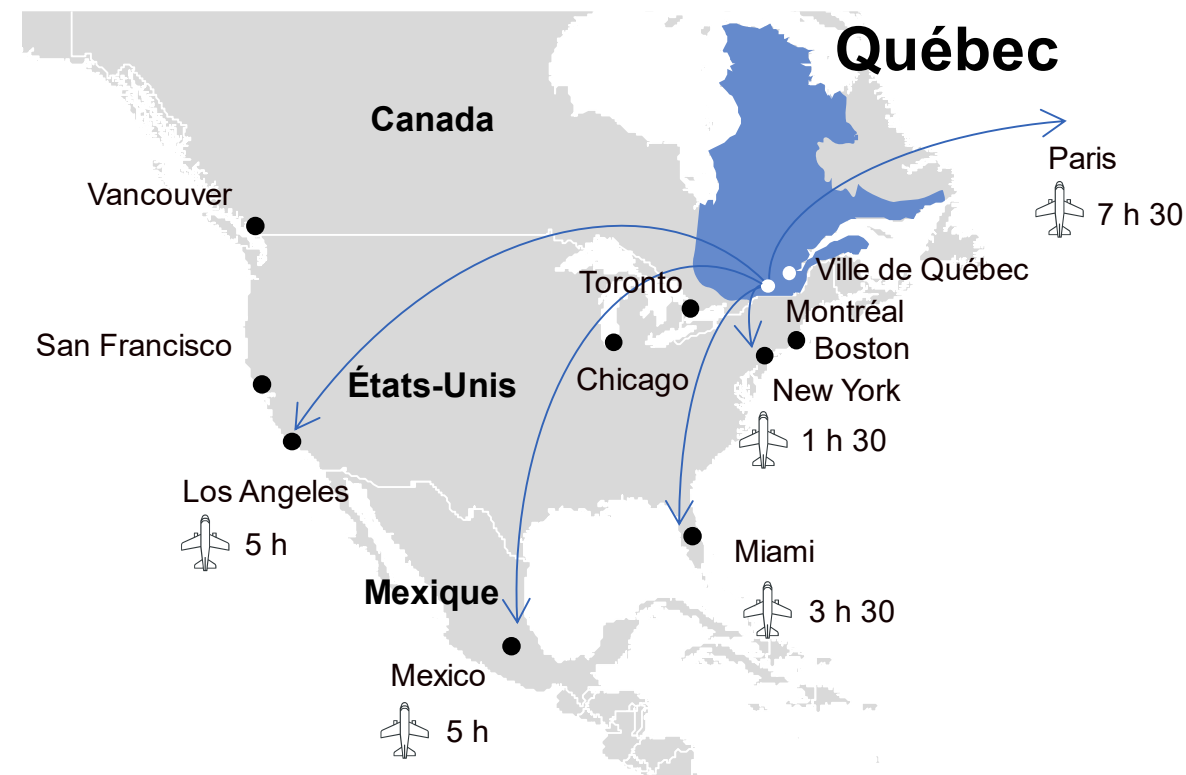 Québec
Canada
Paris
7 h 30
Vancouver
Ville de Québec
Toronto
Montréal
San Francisco
Boston
États-Unis
Chicago
New York
1 h 30
Los Angeles
5 h
Miami
3 h 30
Mexique
Mexico
5 h